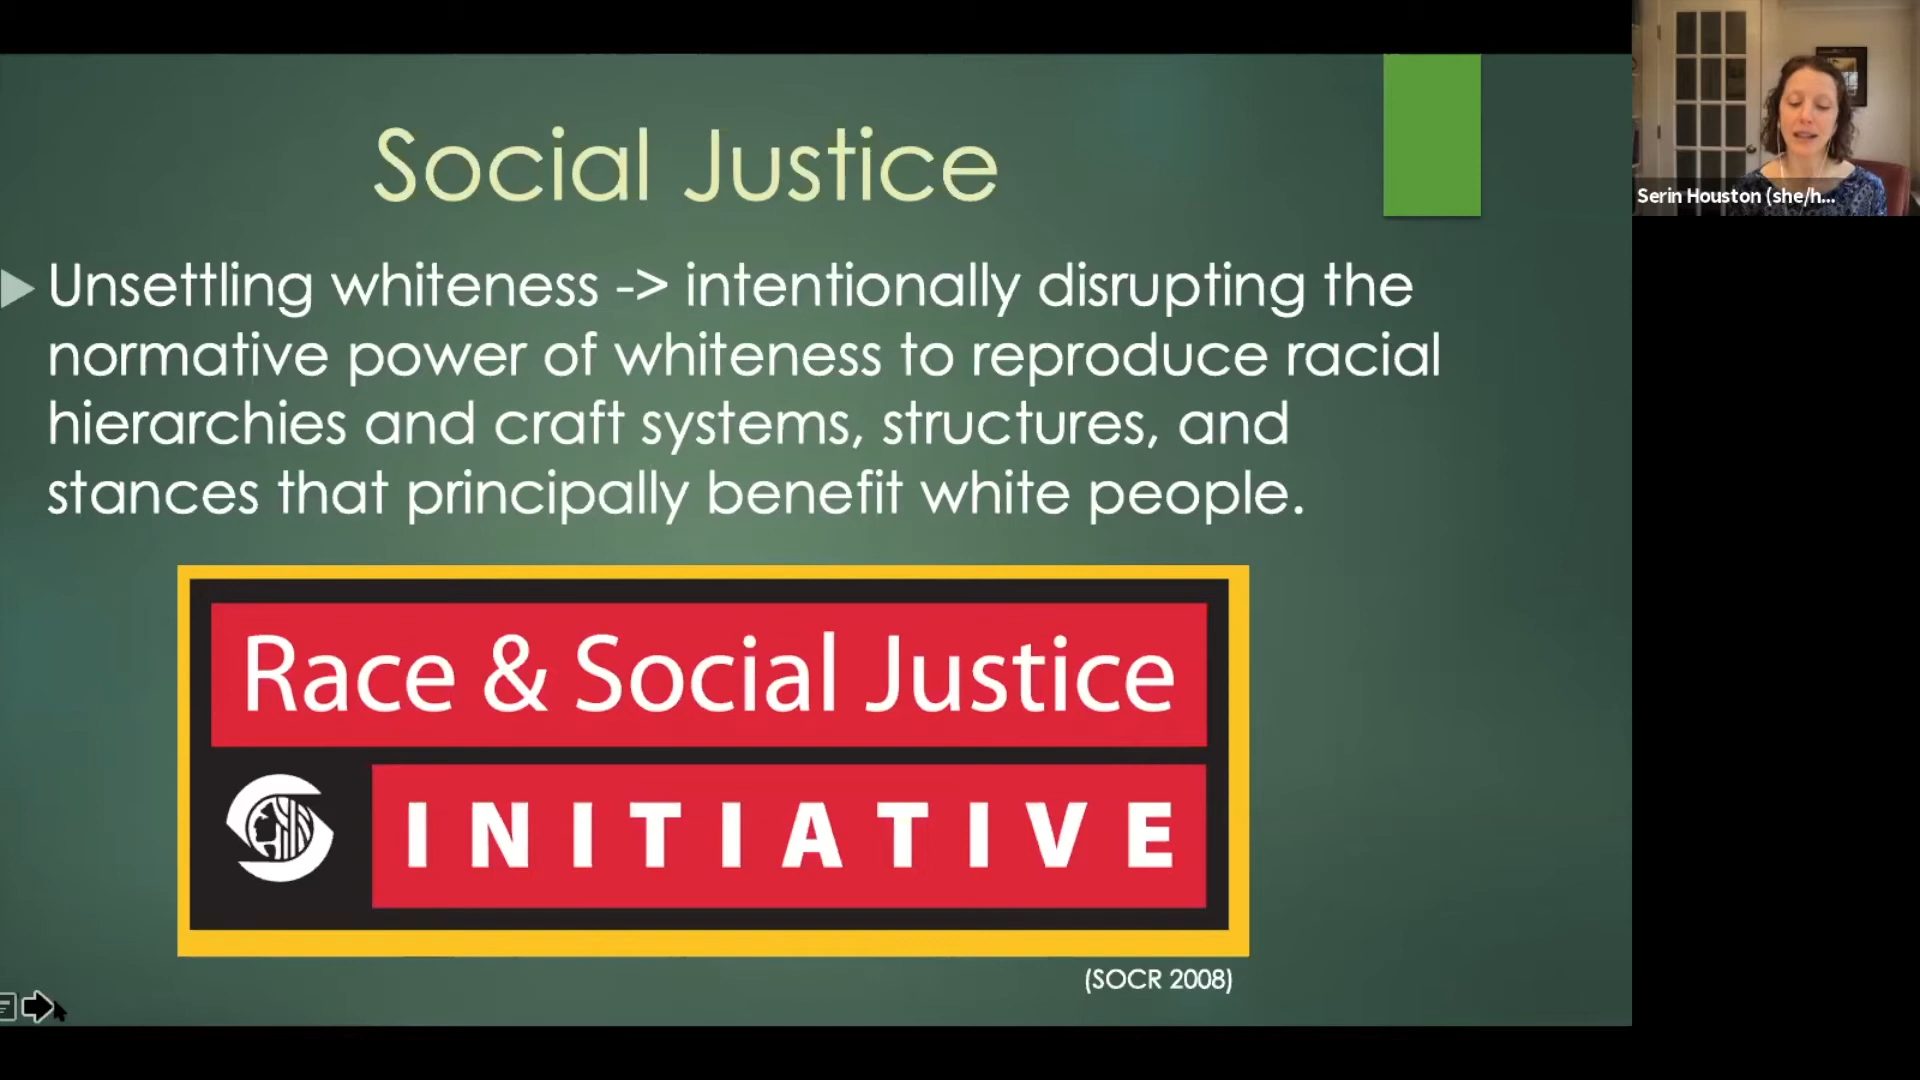 Social Justice
Unsettling whiteness -> intentionally disrupting the
normative power of whiteness to reproduce racial
hierarchies and craft systems, structures, and
stances that principally benefit white people.
Race & Social Justice
INITIATIVE
(SOCR 2008)
Serin Houston (she/h...